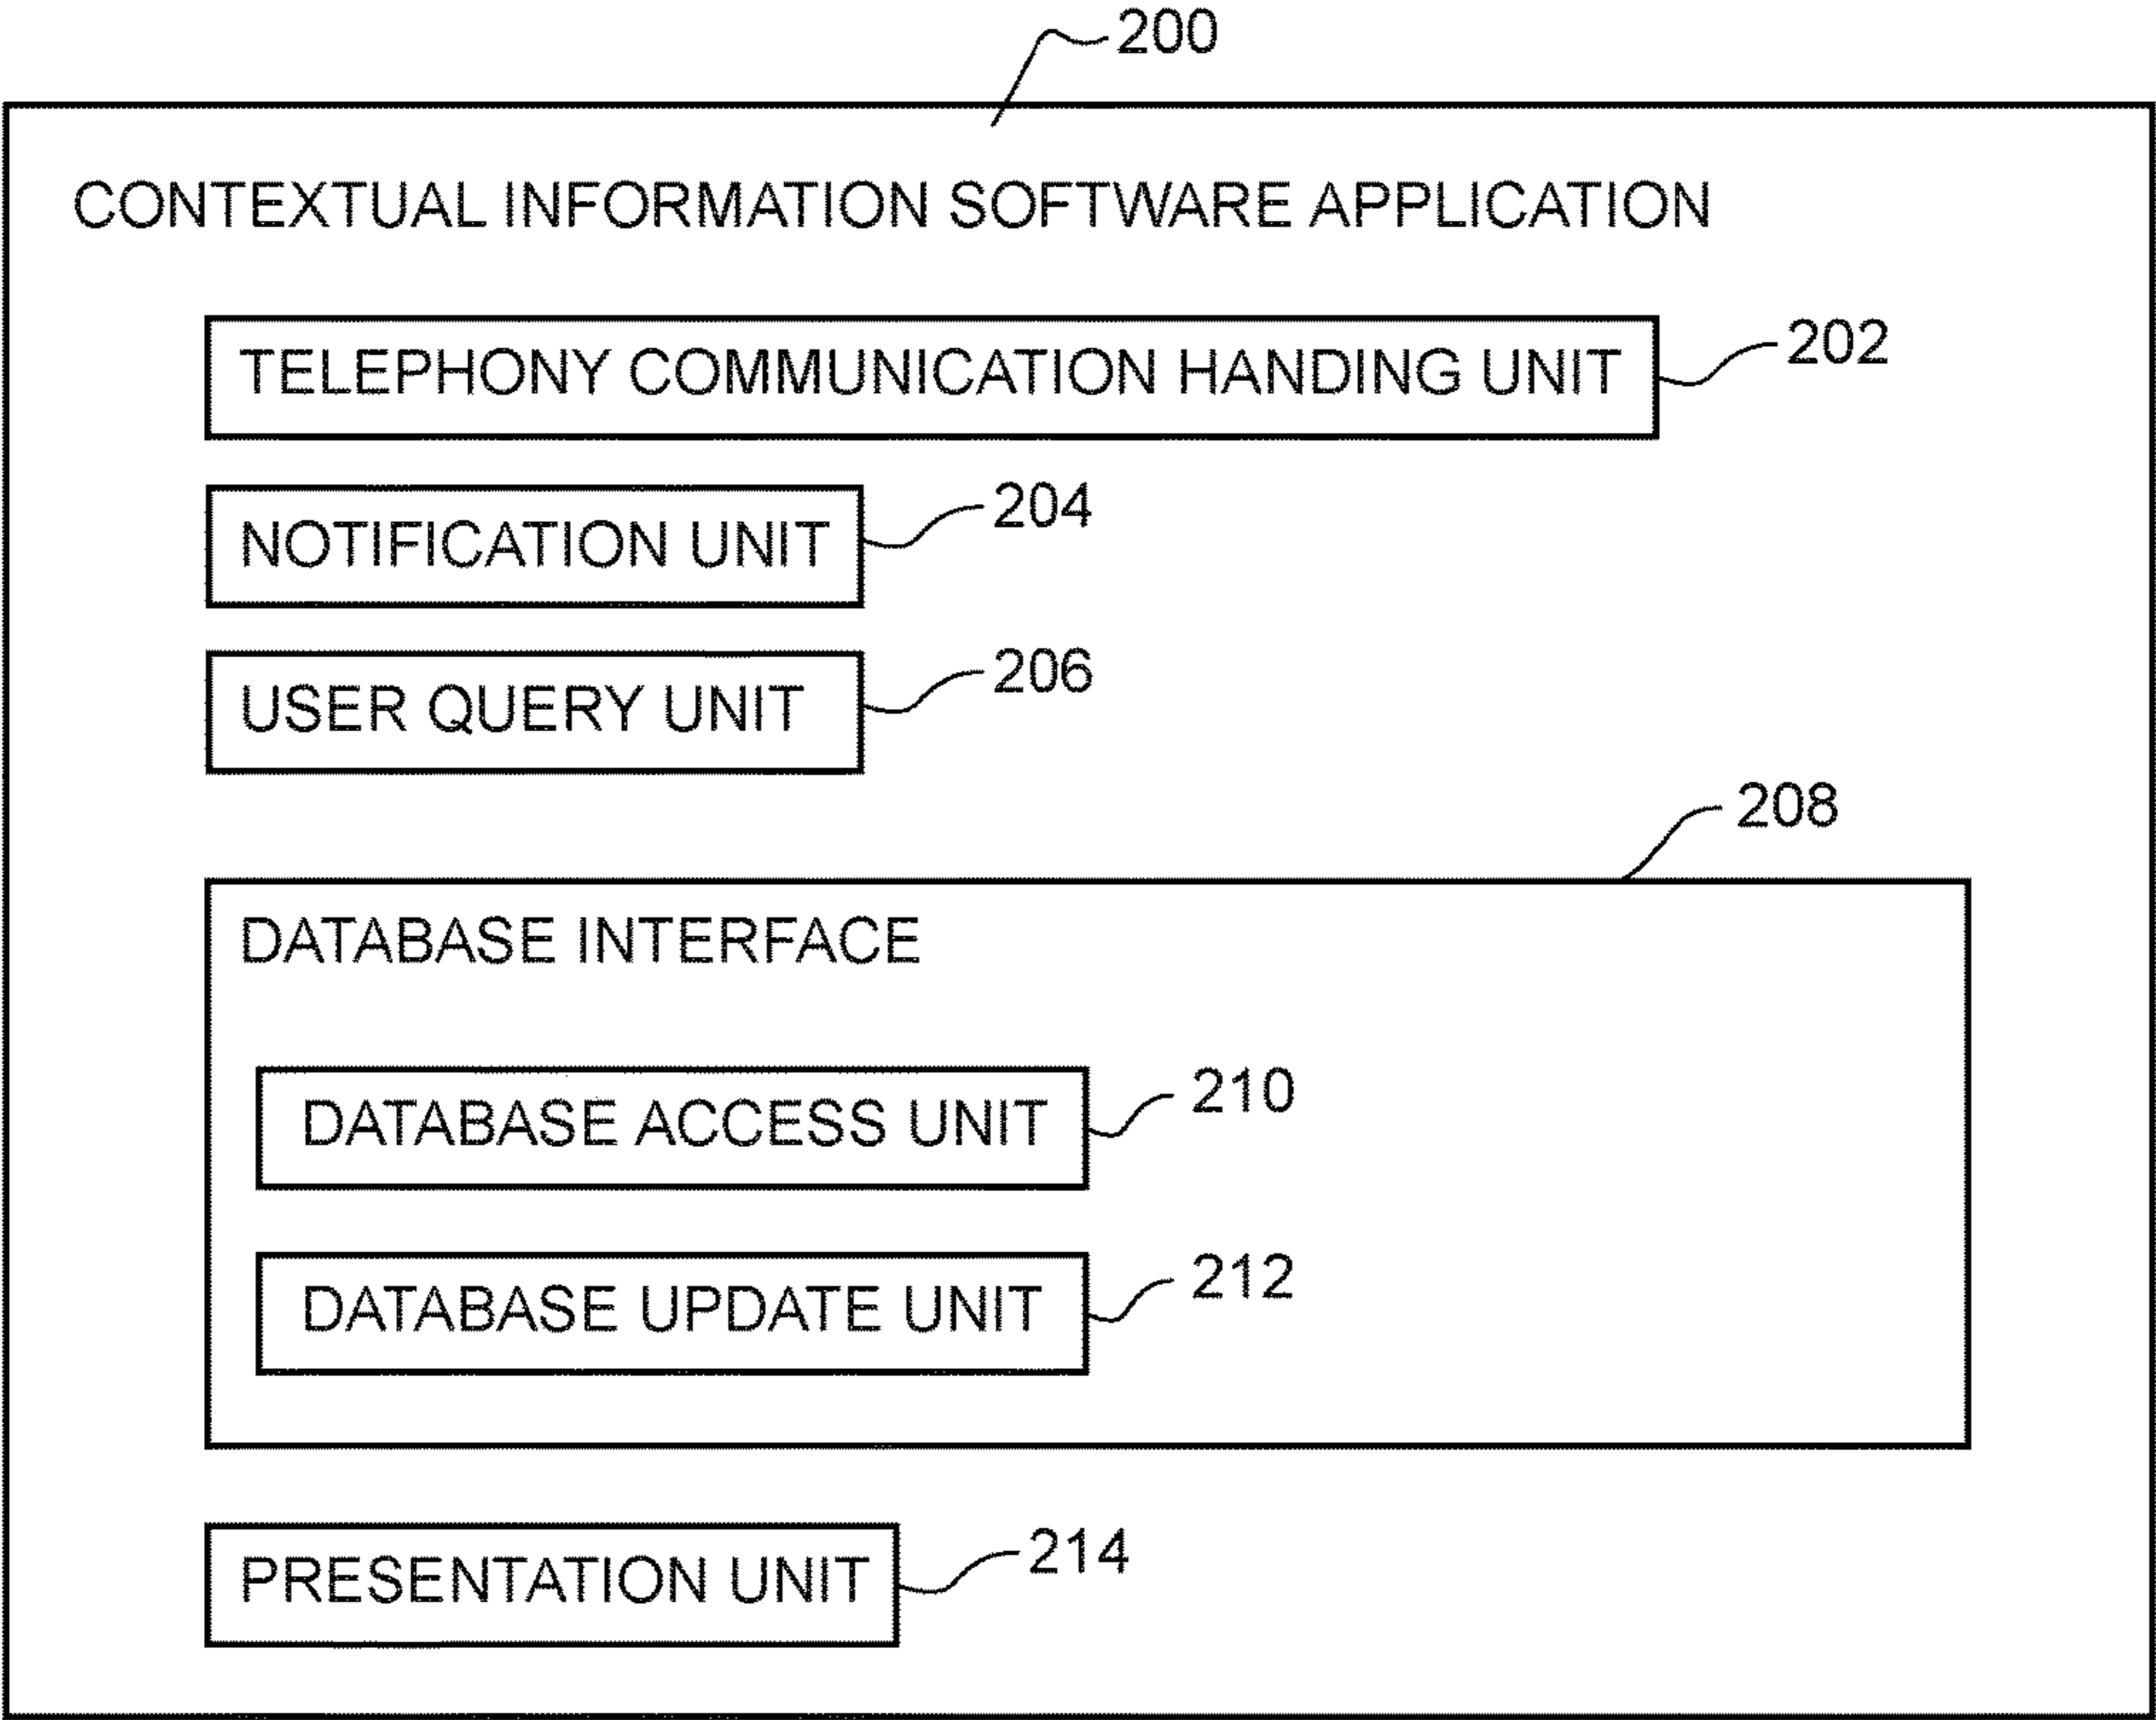 200
CONTEXTUAL INFORMATION SOFTWARE APPLICATION
TELEPHONY COMMUNICATION HANDING UNIT
202
NOTIFICATION UNIT
204
USER QUERY UNIT
206
208
DATABASE INTERFACE
DATABASE ACCESS UNIT
210
DATABASE UPDATE UNIT
212
PRESENTATION UNIT
214